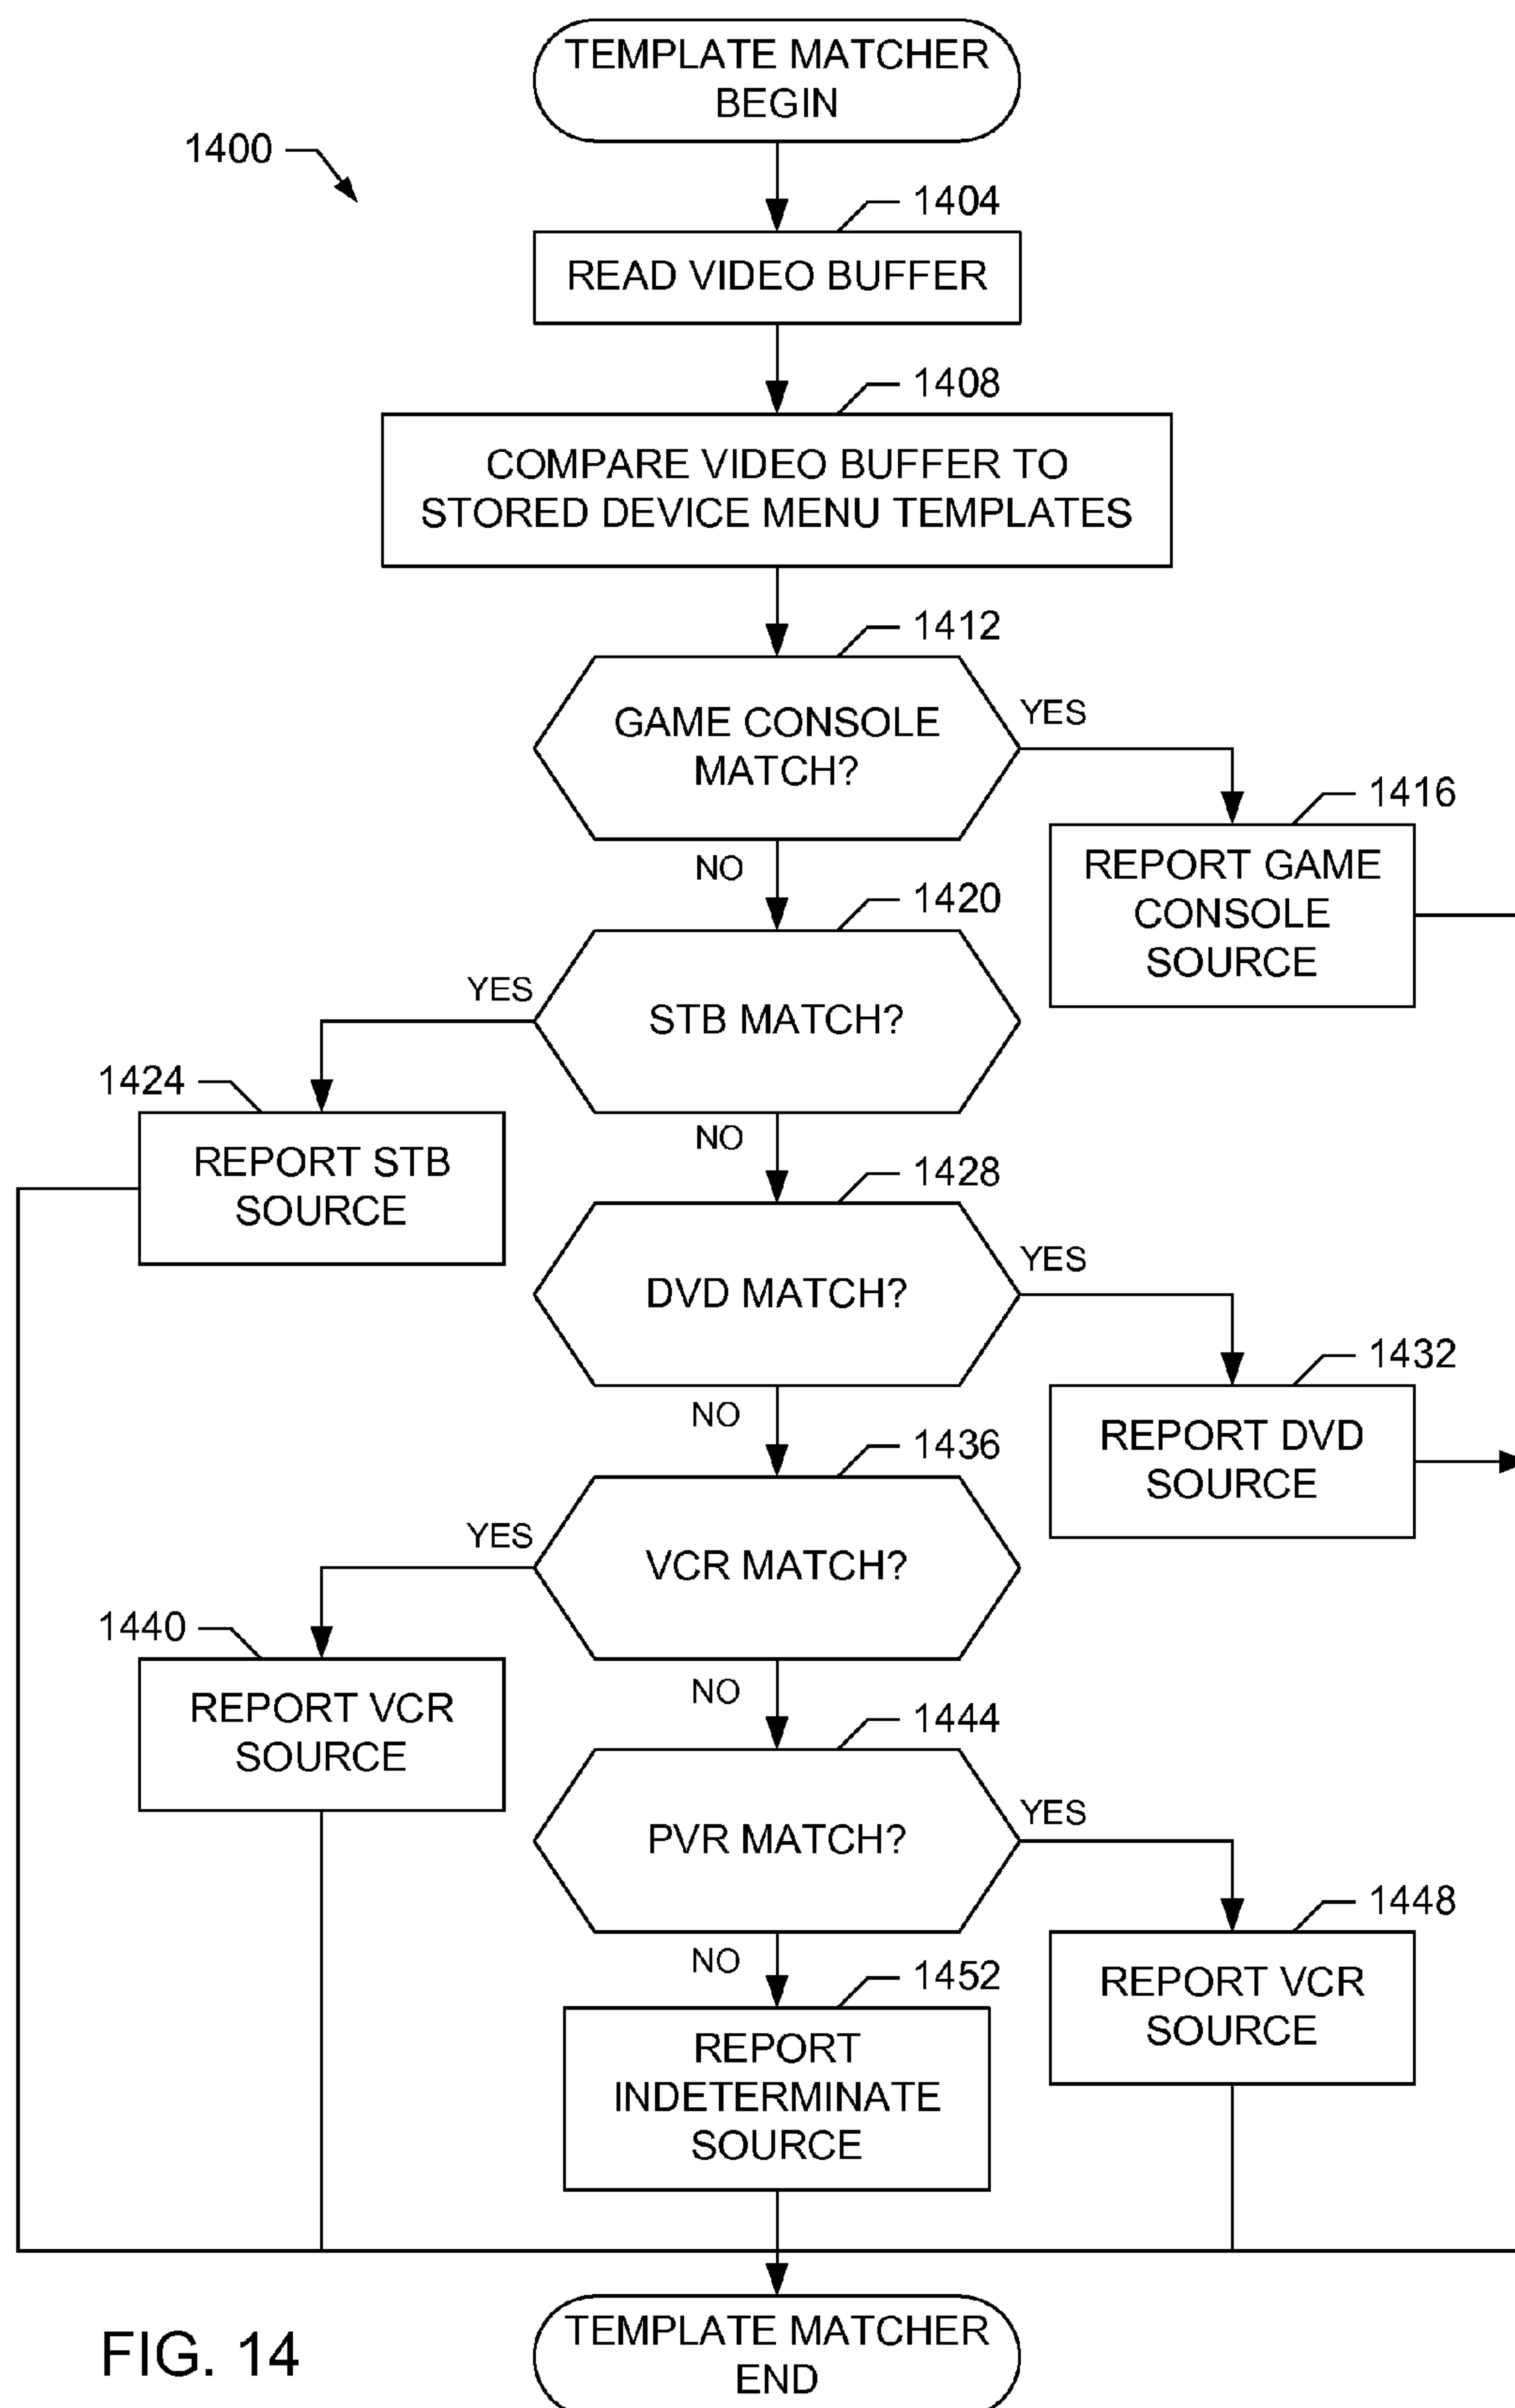 TEMPLATE MATCHER
BEGIN
1400
1404
READ VIDEO BUFFER
1408
COMPARE VIDEO BUFFER TO
STORED DEVICE MENU TEMPLATES
1412
GAME CONSOLE
MATCH?
YES
1416
REPORT GAME
CONSOLE
SOURCE
NO
1420
STB MATCH?
YES
1424
REPORT STB
SOURCE
NO
1428
DVD MATCH?
YES
1432
REPORT DVD
SOURCE
NO
1436
VCR MATCH?
YES
1440
REPORT VCR
SOURCE
NO
1444
PVR MATCH?
YES
1448
REPORT VCR
SOURCE
NO
1452
REPORT
INDETERMINATE
SOURCE
TEMPLATE MATCHER
END
FIG. 14